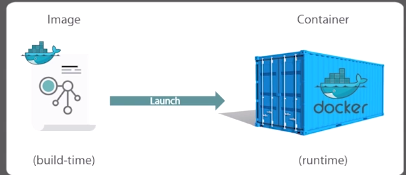 Image
Container
Launch
docker
(build-time)
(runtime)